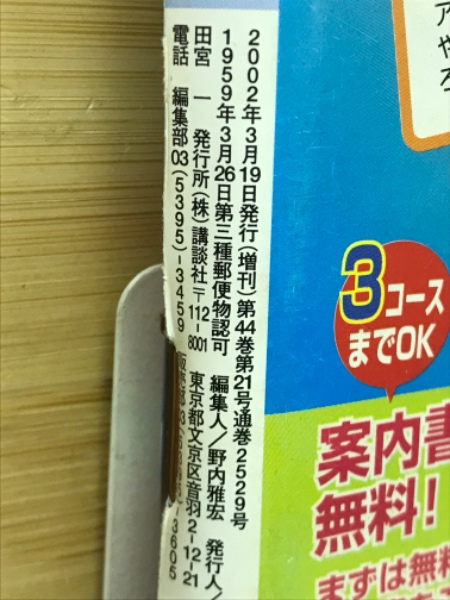 2002年3月19日発行(増刊)第44巻第21号通巻2529号
1959年3月26日第三種郵便物認可　編集人/野内雅宏　発行人/
田宮　一　発行所(株)講談社〒112-8001　東京都文京区音羽2-12-21
電話　編集部03(5395)-3459
3605
ア
や
ろ
3コース
までOK
案内書
無料!
まずは無料